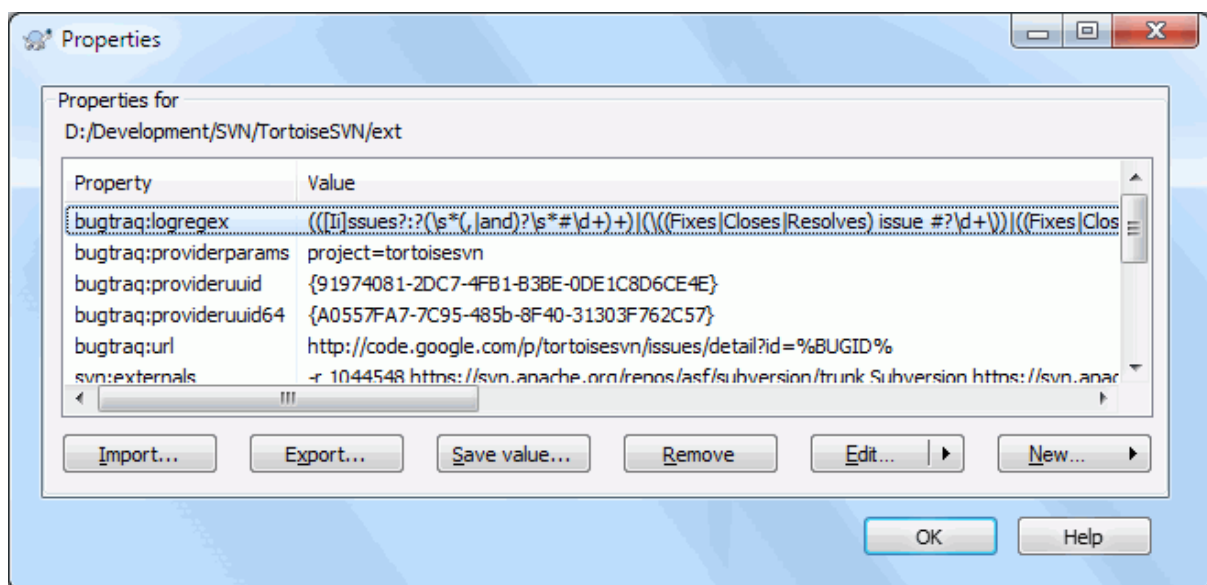 Properties
Properties for
D:/Development/SVN/TortoiseSVN/ext
Property Value
bugtraq:logregex (([Ii]ssues?:?(\s*(,|and)?\s*#\d+)+)|(\((Fixes|Closes|Resolves) issue #?\d+\))|((Fixes|Clos
bugtraq:providerparams project=tortoisesvn
bugtraq:provideruuid {91974081-2DC7-4FB1-B3BE-0DE1C8D6CE4E}
bugtraq:provideruuid64 {A0557FA7-7C95-485b-8F40-31303F762C57}
bugtraq:url http://code.google.com/p/tortoisesvn/issues/detail?id=%BUGID%
svn:externals -r 1044548 https://svn.apache.org/repos/asf/subversion/trunk Subversion https://svn.apac
Import... Export... Save value... Remove Edit... New...
OK Help